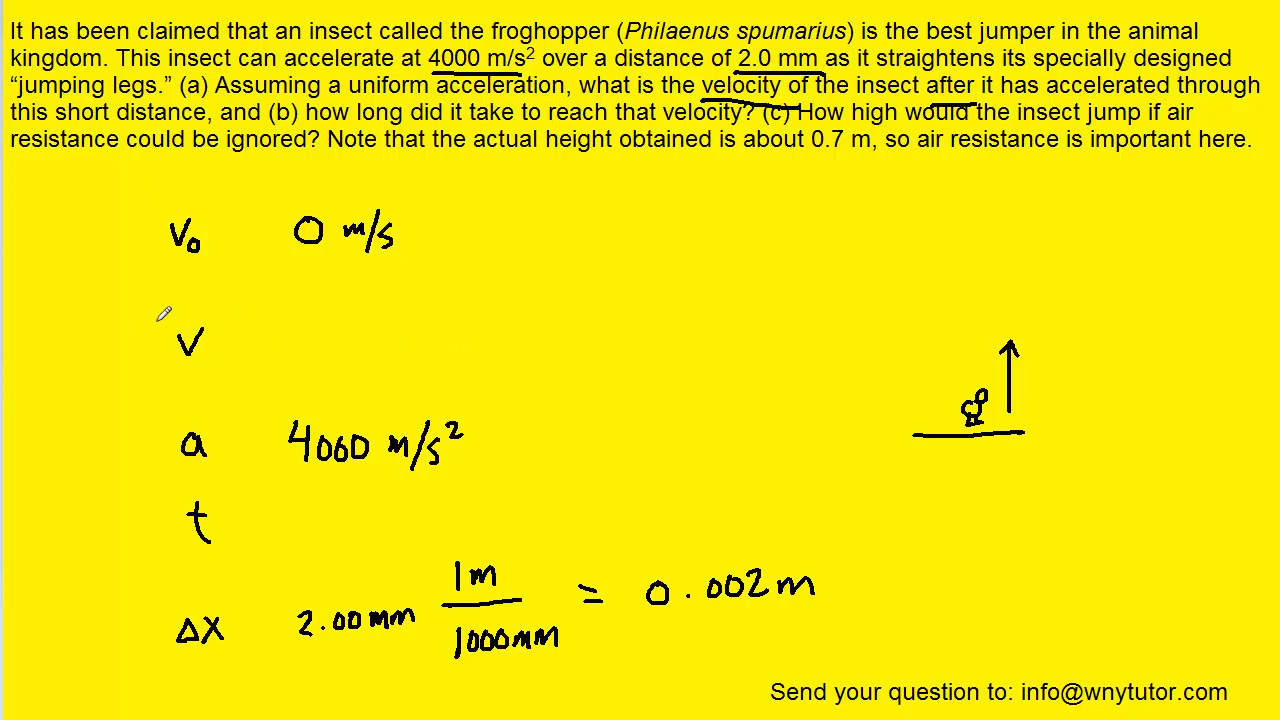 It has been claimed that an insect called the froghopper (Philaenus spumarius) is the best jumper in the animal
kingdom. This insect can accelerate at 4000 m/s² over a distance of 2.0 mm as it straightens its specially designed
“jumping legs.” (a) Assuming a uniform acceleration, what is the velocity of the insect after it has accelerated through
this short distance, and (b) how long did it take to reach that velocity? (c) How high would the insect jump if air
resistance could be ignored? Note that the actual height obtained is about 0.7 m, so air resistance is important here.
V₀ 0 m/s
V
a 4000 m/s²
t
1m
ΔX 2.00mm = 0.002m
1000mm
Send your question to: info@wnytutor.com